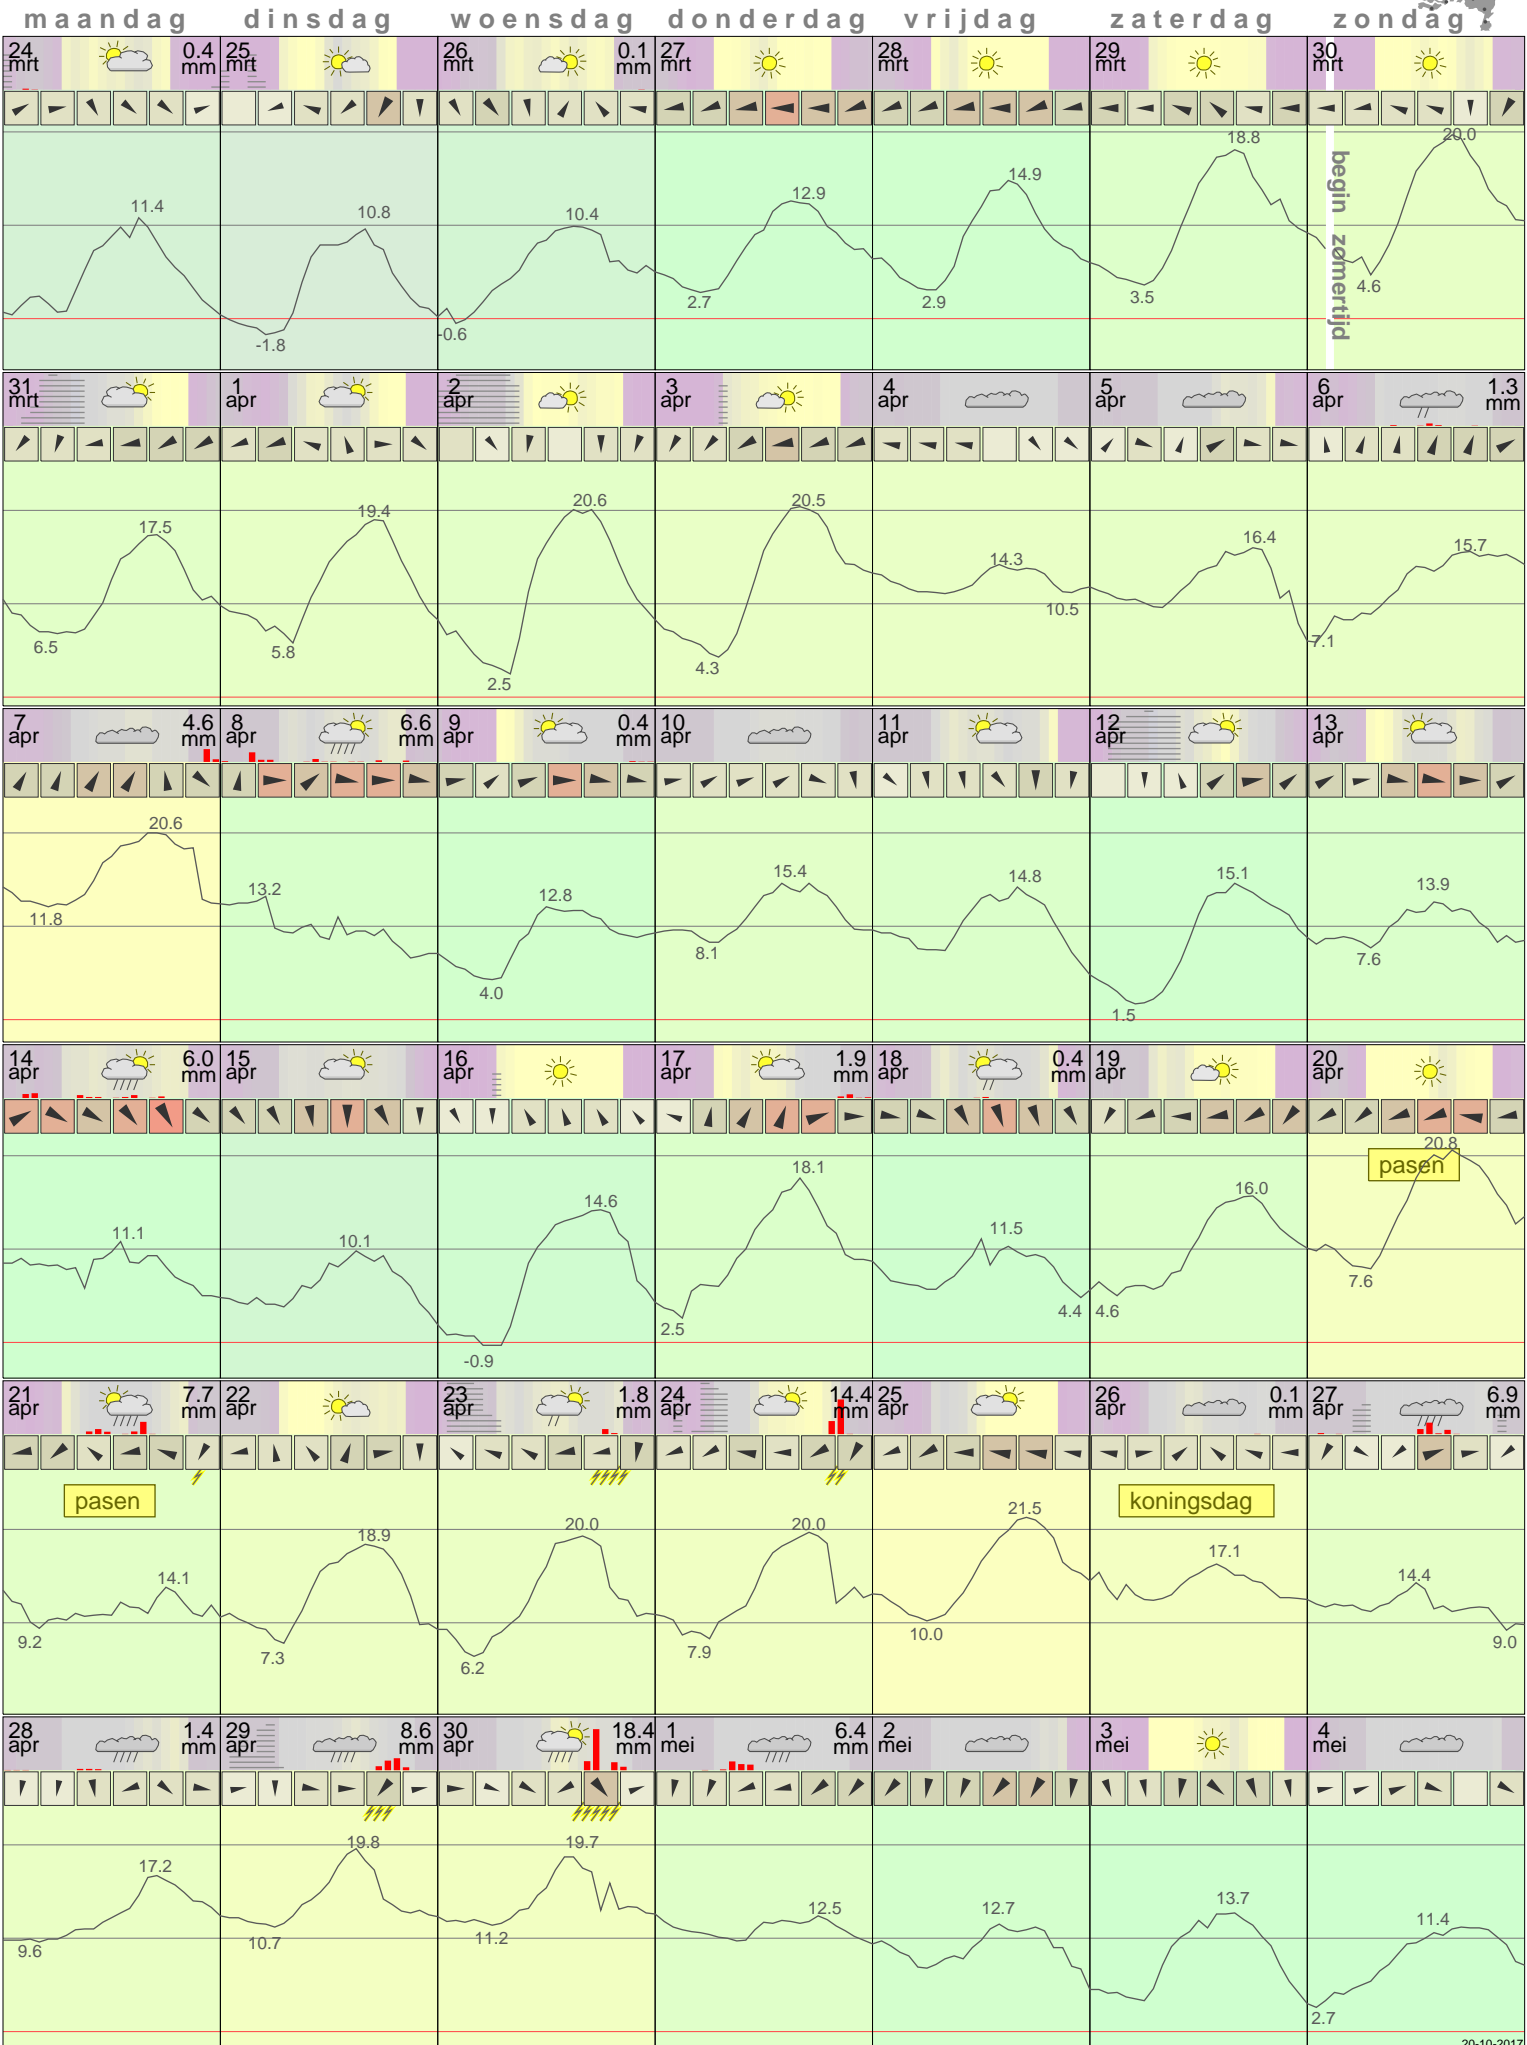 maandag dinsdag woensdag donderdag vrijdag zaterdag zondag
24 mrt 0.4 mm 25 mrt 26 mrt 0.1 mm 27 mrt 28 mrt 29 mrt 30 mrt
11.4 -1.8 10.8 -0.6 10.4 2.7 12.9 2.9 14.9 3.5 18.8 4.6 20.0
begin zomertijd
31 mrt 1 apr 2 apr 3 apr 4 apr 5 apr 6 apr 1.3 mm
6.5 17.5 5.8 19.4 2.5 20.6 4.3 20.5 14.3 10.5 16.4 7.1 15.7
7 apr 4.6 mm 8 apr 6.6 mm 9 apr 0.4 mm 10 apr 11 apr 12 apr 13 apr
11.8 20.6 13.2 4.0 12.8 8.1 15.4 14.8 1.5 15.1 7.6 13.9
14 apr 6.0 mm 15 apr 16 apr 17 apr 1.9 mm 18 apr 0.4 mm 19 apr 20 apr
pasen
11.1 10.1 -0.9 14.6 2.5 18.1 11.5 4.4 4.6 16.0 7.6 20.8
21 apr 7.7 mm 22 apr 23 apr 1.8 mm 24 apr 14.4 mm 25 apr 26 apr 0.1 mm 27 apr 6.9 mm
pasen koningsdag
9.2 14.1 7.3 18.9 6.2 20.0 7.9 20.0 10.0 21.5 17.1 14.4 9.0
28 apr 1.4 mm 29 apr 8.6 mm 30 apr 18.4 mm 1 mei 6.4 mm 2 mei 3 mei 4 mei
9.6 17.2 10.7 19.8 11.2 19.7 12.5 12.7 13.7 2.7 11.4
20-10-2017